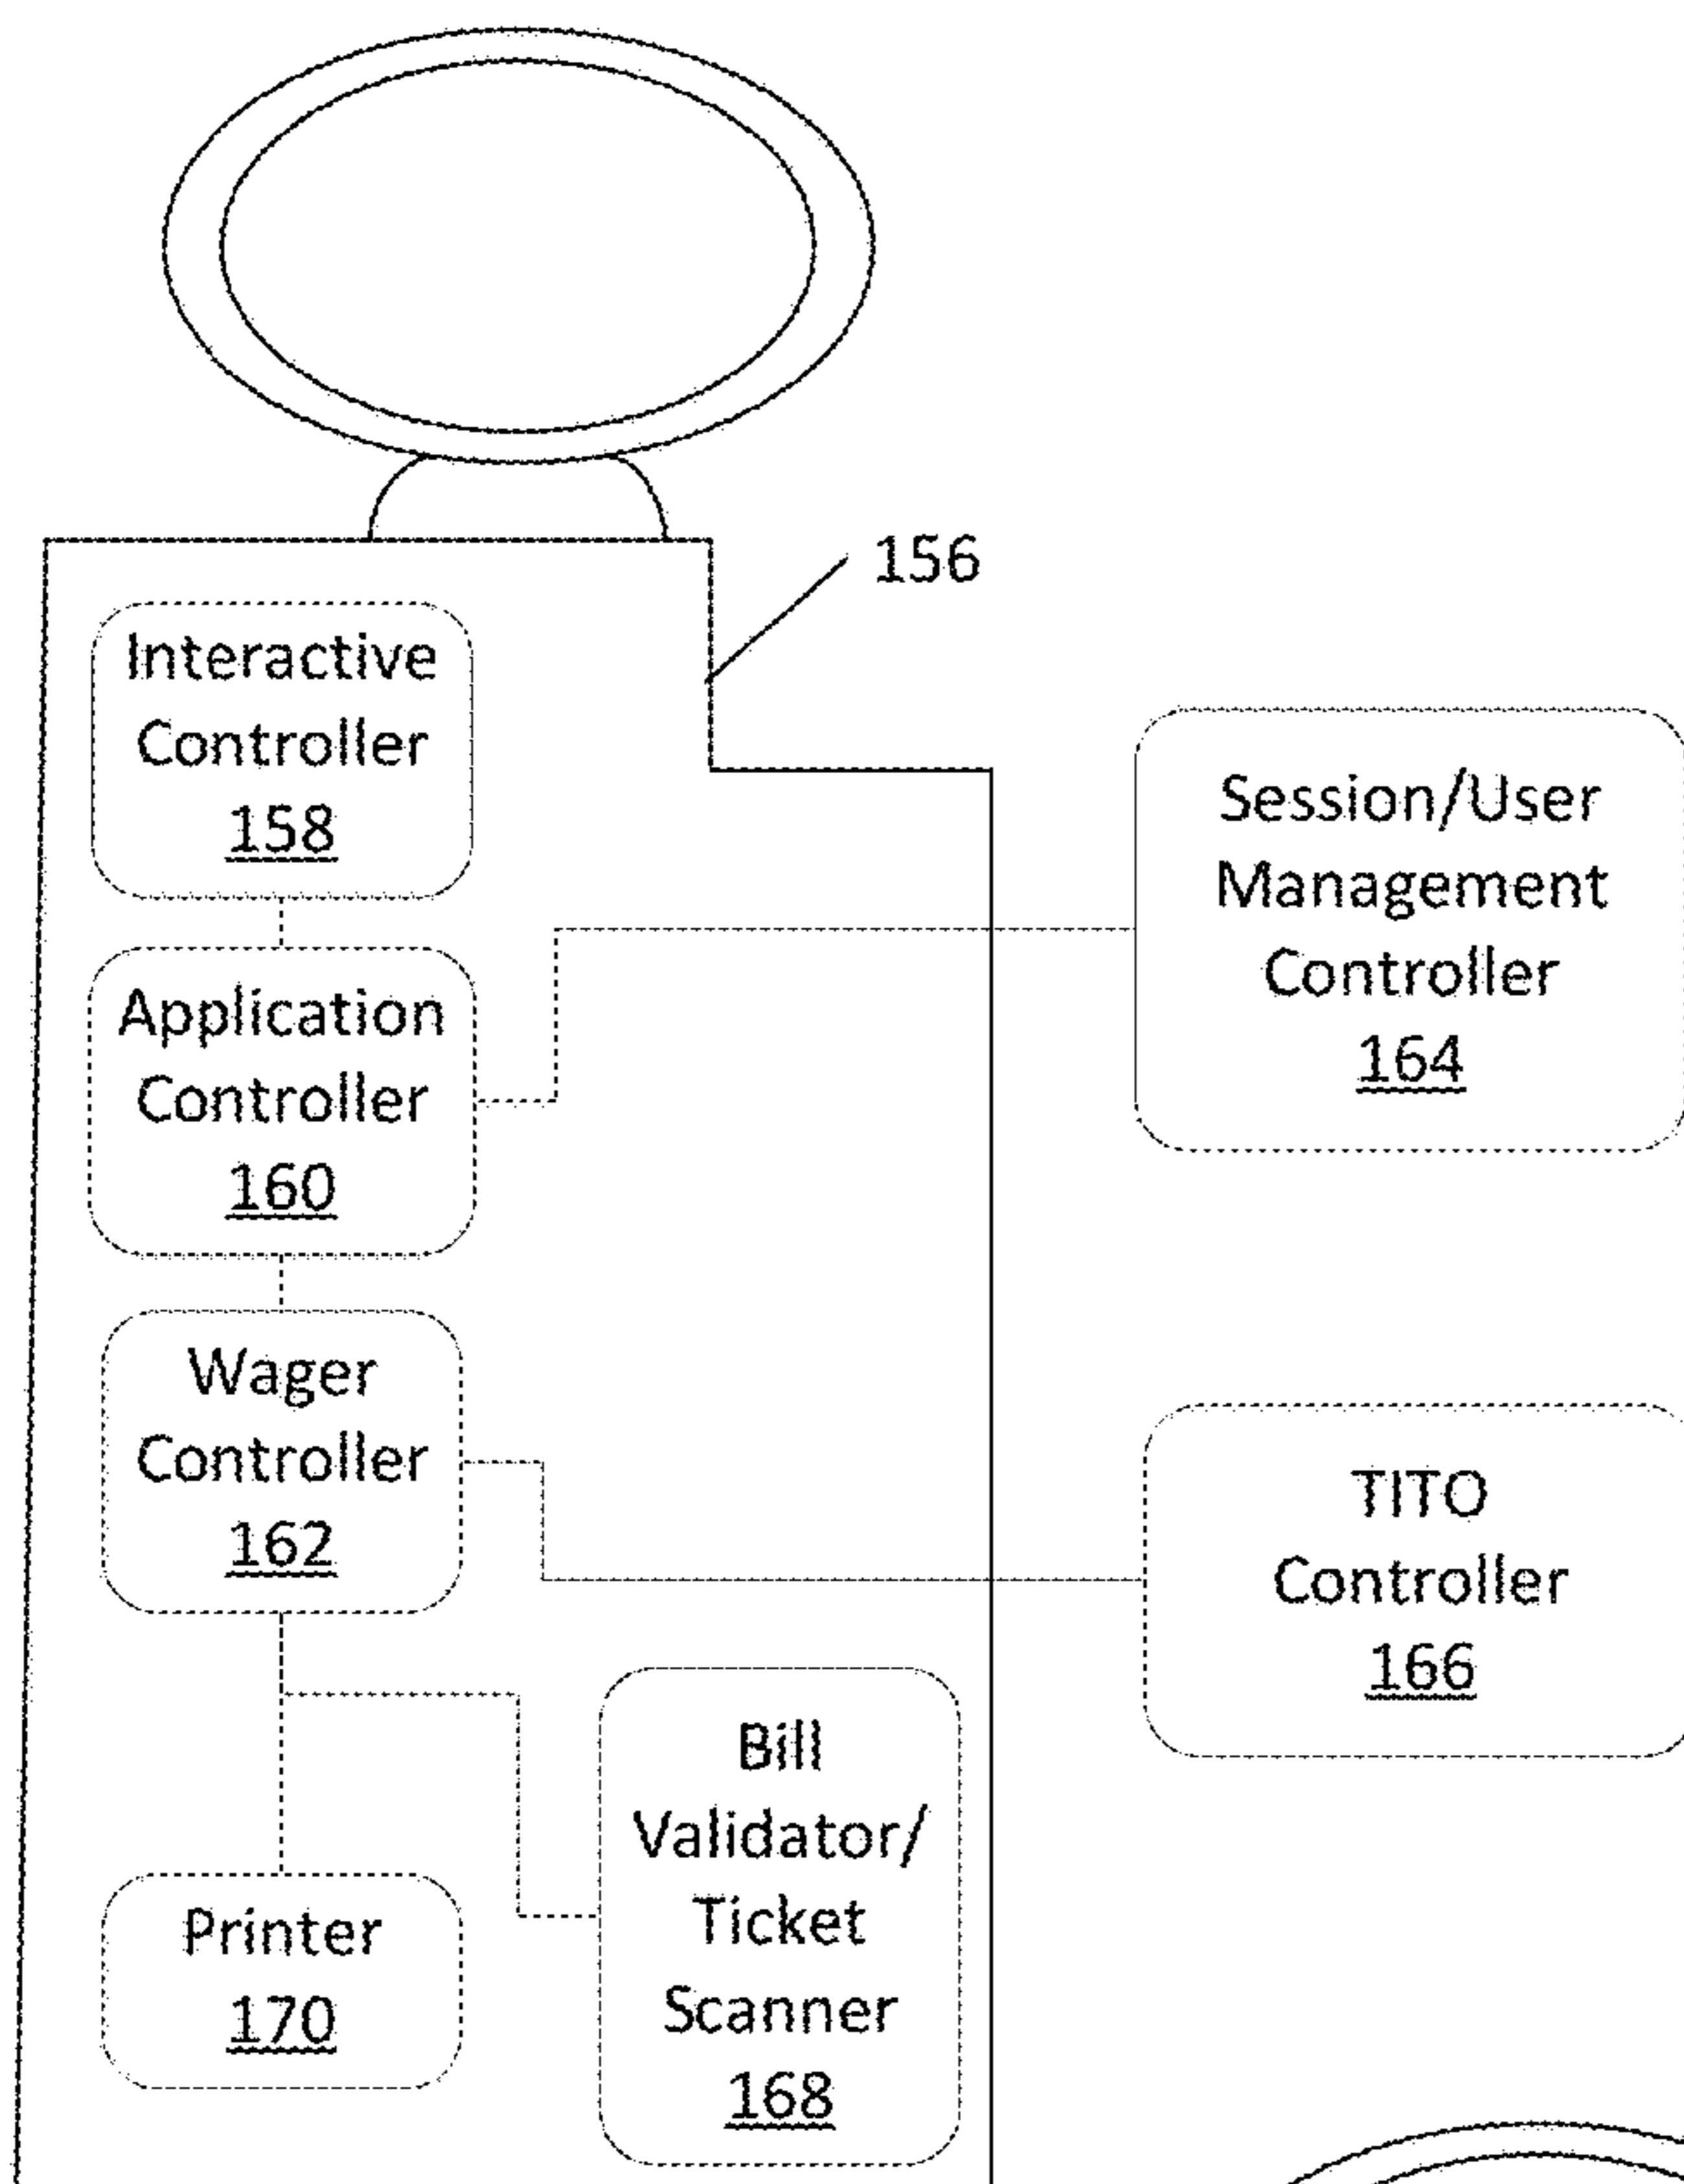 156
Interactive
Controller
158
Session/User
Management
Controller
164
Application
Controller
160
Wager
Controller
162
TITO
Controller
166
Bill
Validator/
Ticket
Scanner
168
Printer
170